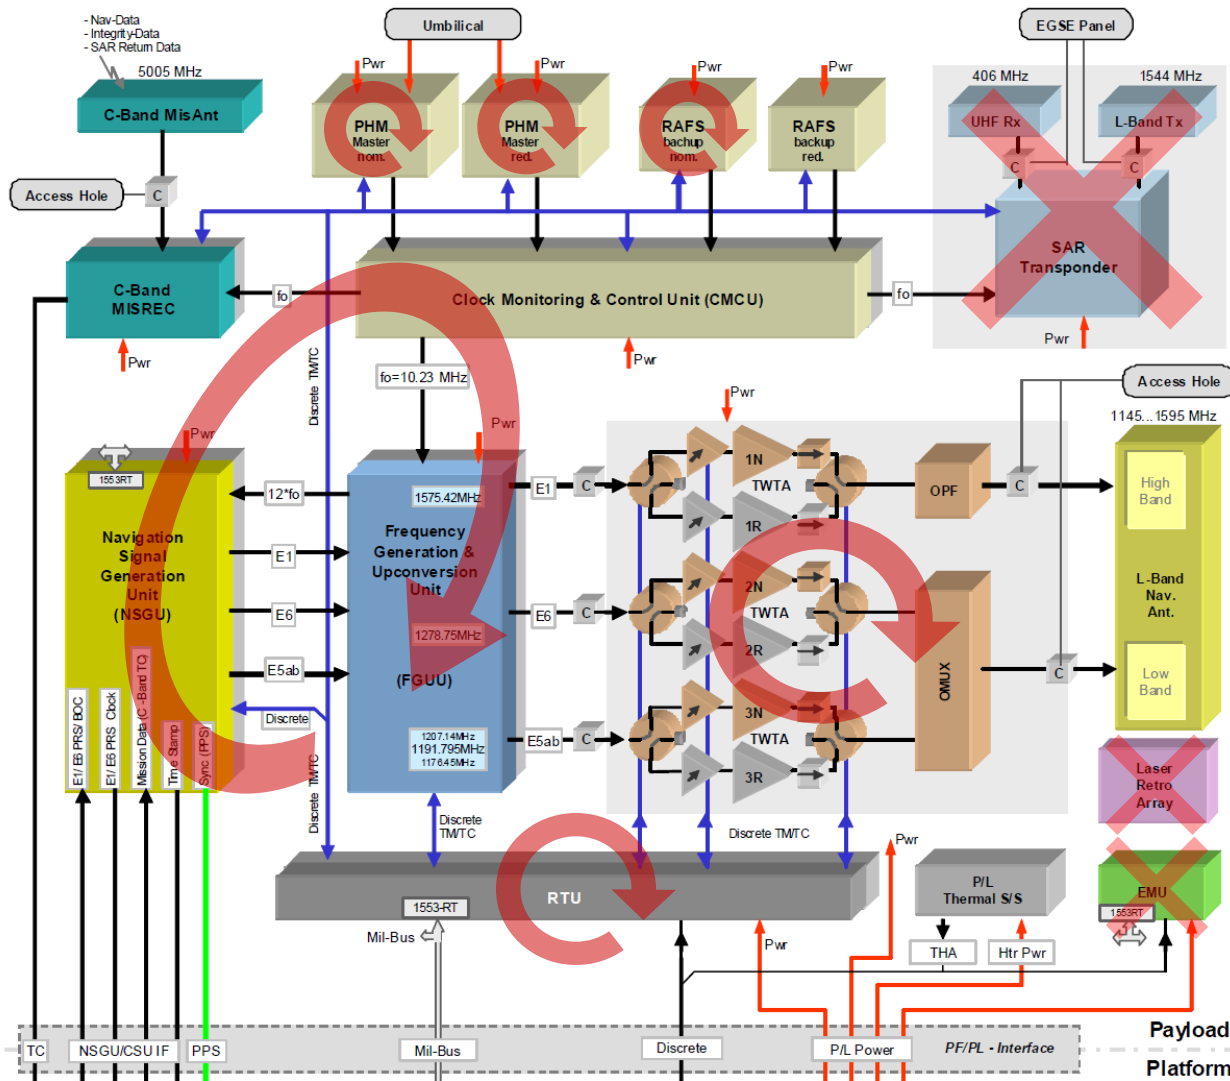 - Nav-Data
- Integrity-Data
- SAR Return Data
5005 MHz
C-Band MisAnt
Access Hole
C
C-Band
MISREC
Pwr
Umbilical
Pwr
Pwr
Pwr
Pwr
PHM
Master
nom.
PHM
Master
red.
RAFS
bachup
nom.
RAFS
backup
red.
EGSE Panel
406 MHz
1544 MHz
UHF Rx
L-Band Tx
C
C
SAR
Transponder
Pwr
fo
Clock Monitoring & Control Unit (CMCU)
fo
Pwr
fo=10.23 MHz
Discrete TM/TC
Pwr
1553RT
Navigation
Signal
Generation
Unit
(NSGU)
12*fo
E1
E6
E5ab
Discrete
E1/ E6 PRS/ BOC
E1/ E6 PRS Clock
Mission Data (C -Band TC)
Time Stamp
Sync (PPS)
Pwr
1575.42MHz
Frequency
Generation &
Upconversion
Unit
1278.75MHz
(FGUU)
1207.14MHz
1191.795MHz
1176.45MHz
E1
C
E6
C
E5ab
C
Pwr
1N
TWTA
1R
2N
TWTA
2R
3N
TWTA
3R
OPF
OMUX
C
C
Access Hole
1145...1595 MHz
High
Band
L-Band
Nav.
Ant.
Low
Band
Laser
Retro
Array
Discrete TM/TC
Discrete
TM/TC
Discrete TM/TC
RTU
1553-RT
Mil-Bus
Pwr
Pwr
P/L
Thermal S/S
THA
Htr Pwr
EMU
1553RT
TC
NSGU/CSU IF
PPS
Mil-Bus
Discrete
P/L Power
PF/PL - Interface
Payload
Platform